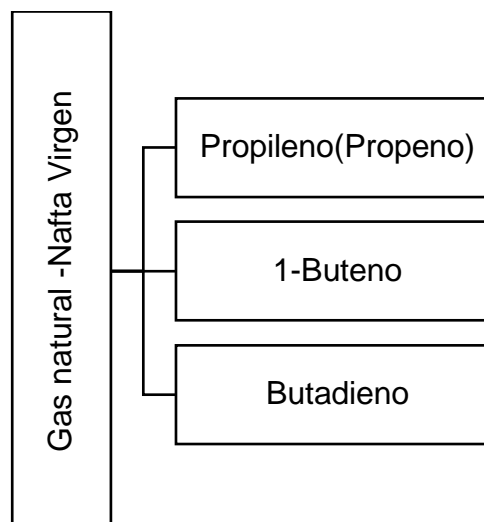 Gas natural -Nafta Virgen
Propileno(Propeno)
1-Buteno
Butadieno